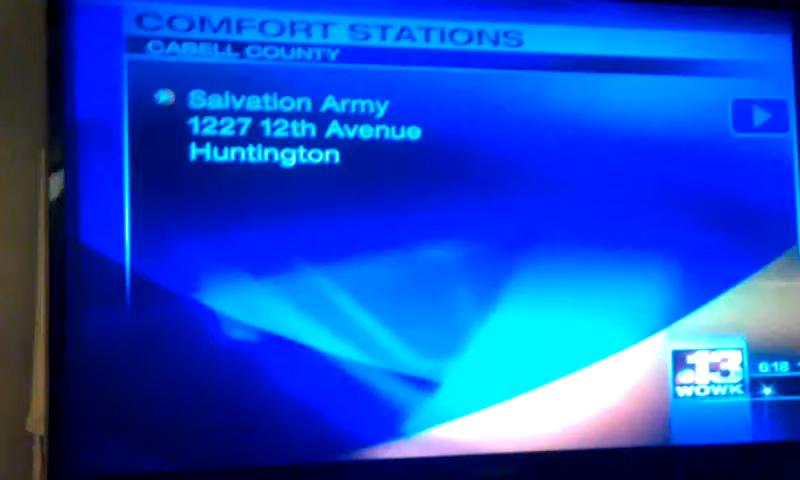 COMFORT STATIONS
CABELL COUNTY
Salvation Army
1227 12th Avenue
Huntington
13
WOWK
6:18